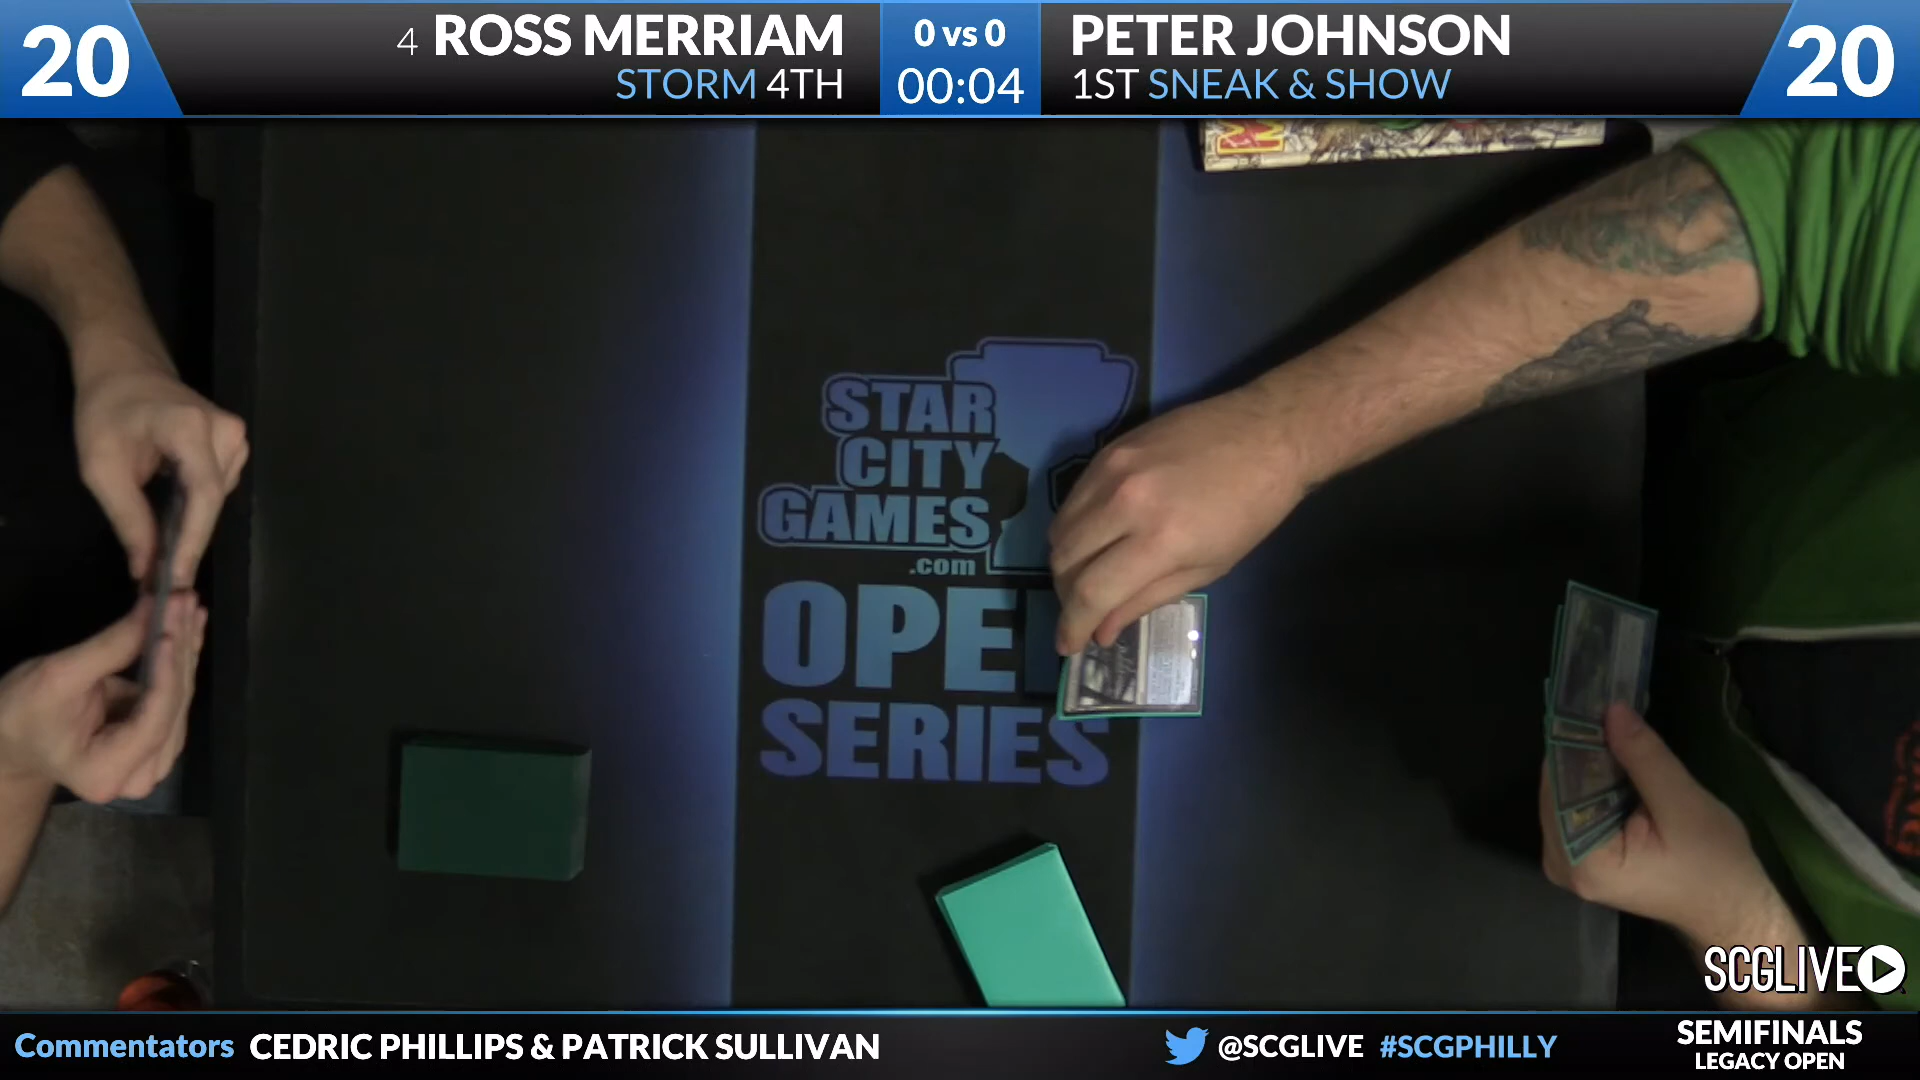 20
4 ROSS MERRIAM
STORM 4TH
0 vs 0
00:04
PETER JOHNSON
1ST SNEAK & SHOW
20
STAR
CITY
GAMES
.com
SERIES
SCGLIVE
Commentators CEDRIC PHILLIPS & PATRICK SULLIVAN
@SCGLIVE #SCGPHILLY
SEMIFINALS
LEGACY OPEN